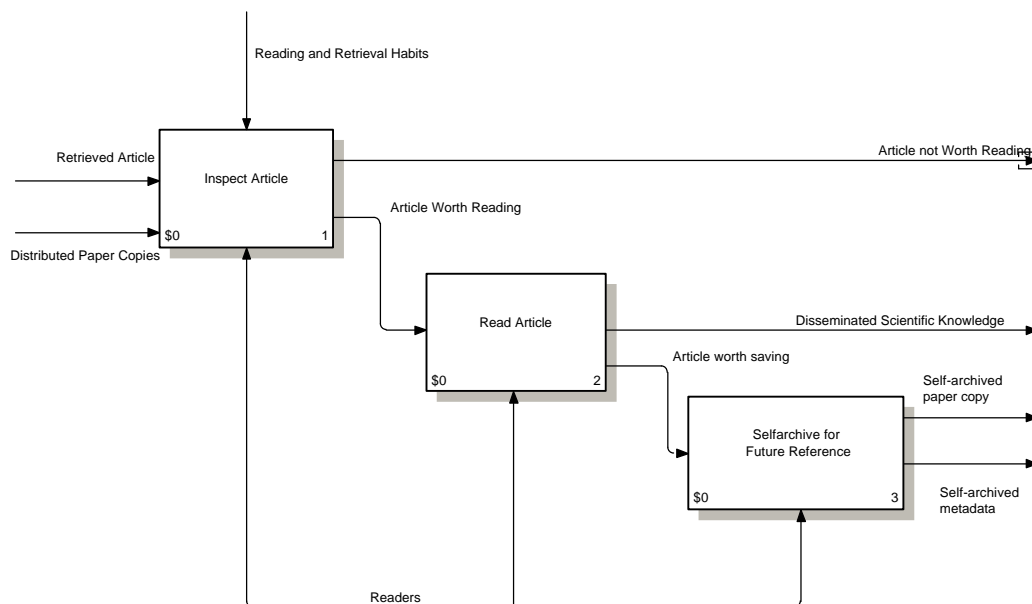 Reading and Retrieval Habits
Retrieved Article
Article not Worth Reading
Inspect Article
Article Worth Reading
$0
1
Distributed Paper Copies
Read Article
Disseminated Scientific Knowledge
Article worth saving
$0
2
Self-archived
paper copy
Selfarchive for
Future Reference
$0
3
Self-archived
metadata
Readers